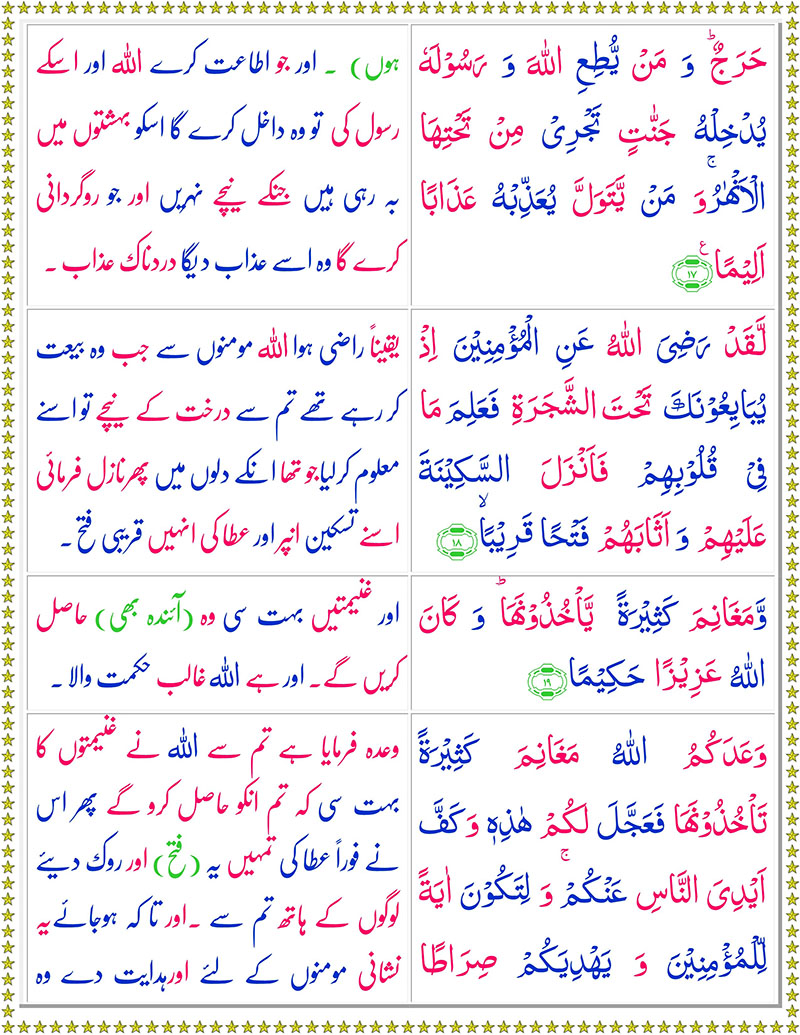 حَرَجٌ ؕ وَ مَنْ يُّطِعِ اللّٰهَ وَ رَسُوْلَهٗ
يُدْخِلْهُ جَنّٰتٍ تَجْرِىْ مِنْ تَحْتِهَا
الْاَنْهٰرُ ۚ وَ مَنْ يَّتَوَلَّ يُعَذِّبْهُ عَذَابًا
اَلِيْمًا ۧ ﴿۱۷﴾
ہوں) ۔ اور جو اطاعت کرے اللہ اور اسکے
رسول کی تو وہ داخل کرے گا اسکو بہشتوں میں
بہ رہی ہیں جنکے نیچے نہریں اور جو روگردانی
کرے گا وہ اسے عذاب دیگا دردناک عذاب ۔
لَّقَدْ رَضِىَ اللّٰهُ عَنِ الْمُؤْمِنِيْنَ اِذْ
يُبَايِعُوْنَكَ تَحْتَ الشَّجَرَةِ فَعَلِمَ مَا
فِىْ قُلُوْبِهِمْ فَاَنْزَلَ السَّكِيْنَةَ
عَلَيْهِمْ وَ اَثَابَهُمْ فَتْحًا قَرِيْبًا ۙ ﴿۱۸﴾
یقیناً راضی ہوا اللہ مومنوں سے جب وہ بیعت
کر رہے تھے تم سے درخت کے نیچے تو اسنے
معلوم کرلیا جو تھا انکے دلوں میں پھر نازل فرمائی
اسنے تسکین انپر اور عطا کی انہیں قریبی فتح ۔
وَّمَغَانِمَ كَثِيْرَةً يَّاْخُذُوْنَهَا ؕ وَ كَانَ
اللّٰهُ عَزِيْزًا حَكِيْمًا ﴿۱۹﴾
اور غنیمتیں بہت سی وہ (آئندہ بھی) حاصل
کریں گے۔ اور ہے اللہ غالب حکمت والا ۔
وَعَدَكُمُ اللّٰهُ مَغَانِمَ كَثِيْرَةً
تَاْخُذُوْنَهَا فَعَجَّلَ لَكُمْ هٰذِهٖ وَ كَفَّ
اَيْدِىَ النَّاسِ عَنْكُمْ ۚ وَ لِتَكُوْنَ اٰيَةً
لِّلْمُؤْمِنِيْنَ وَ يَهْدِيَكُمْ صِرَاطًا
وعدہ فرمایا ہے تم سے اللہ نے غنیمتوں کا
بہت سی کہ تم انکو حاصل کرو گے پھر اس
نے فوراً عطا کی تمہیں یہ (فتح) اور روک دیئے
لوگوں کے ہاتھ تم سے ۔ اور تا کہ ہوجائے یہ
نشانی مومنوں کے لئے اور ہدایت دے وہ